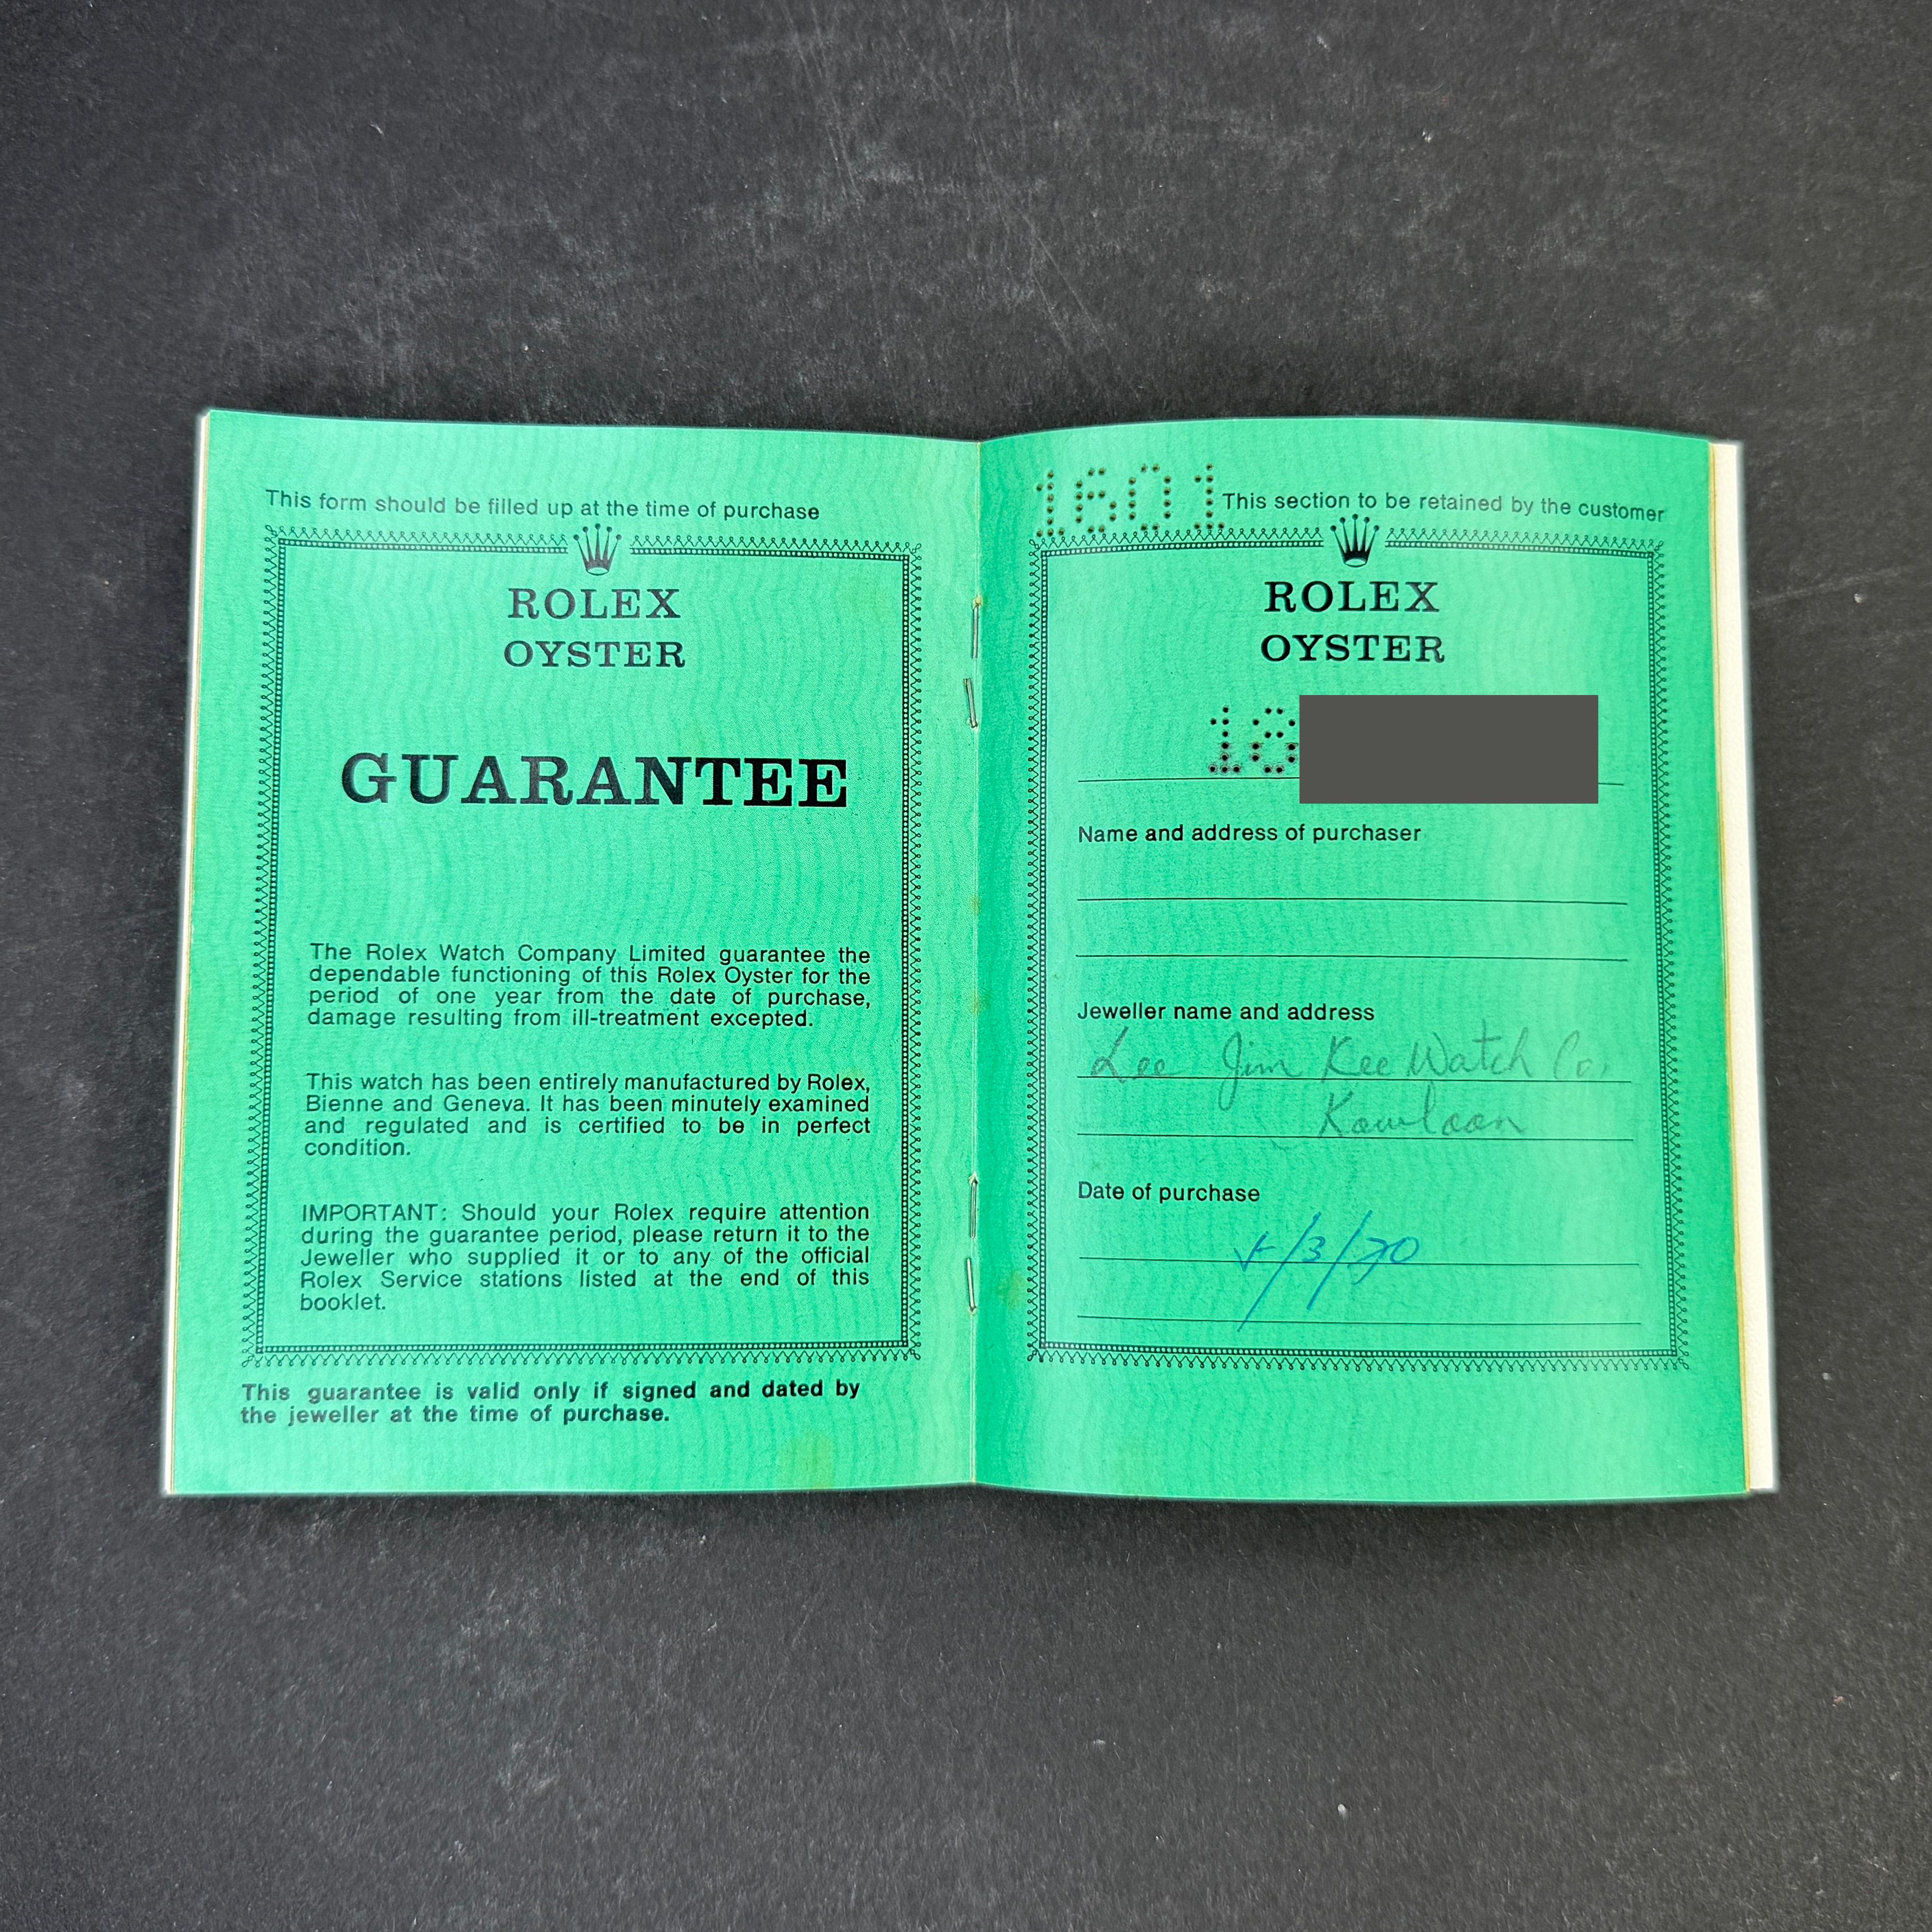 This form should be filled up at the time of purchase
ROLEX
OYSTER
GUARANTEE
The Rolex Watch Company Limited guarantee the
dependable functioning of this Rolex Oyster for the
period of one year from the date of purchase,
damage resulting from ill-treatment excepted.
This watch has been entirely manufactured by Rolex,
Bienne and Geneva. It has been minutely examined
and regulated and is certified to be in perfect
condition.
IMPORTANT: Should your Rolex require attention
during the guarantee period, please return it to the
Jeweller who supplied it or to any of the official
Rolex Service stations listed at the end of this
booklet.
This guarantee is valid only if signed and dated by
the jeweller at the time of purchase.
1601
This section to be retained by the customer
ROLEX
OYSTER
18
Name and address of purchaser
Jeweller name and address
Lee Jim Kee Watch Co,
Kowloon
Date of purchase
/3/70